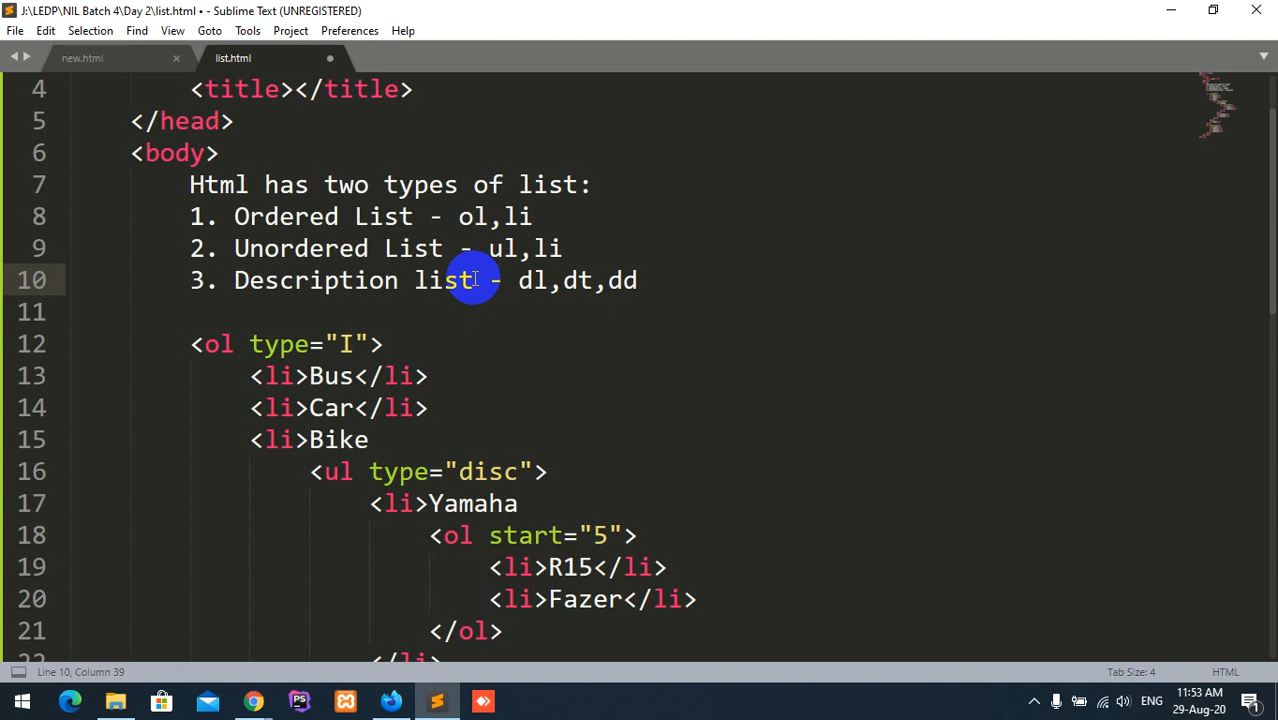 J:\LEDP\NIL Batch 4\Day 2\list.html • - Sublime Text (UNREGISTERED)
File Edit Selection Find View Goto Tools Project Preferences Help
new.html × list.html
4 <title></title>
5 </head>
6 <body>
7 Html has two types of list:
8 1. Ordered List - ol,li
9 2. Unordered List - ul,li
10 3. Description list - dl,dt,dd
11
12 <ol type="I">
13 <li>Bus</li>
14 <li>Car</li>
15 <li>Bike
16 <ul type="disc">
17 <li>Yamaha
18 <ol start="5">
19 <li>R15</li>
20 <li>Fazer</li>
21 </ol>
22 </li>
Line 10, Column 39 Tab Size: 4 HTML
PS ENG 11:53 AM
29-Aug-20 1